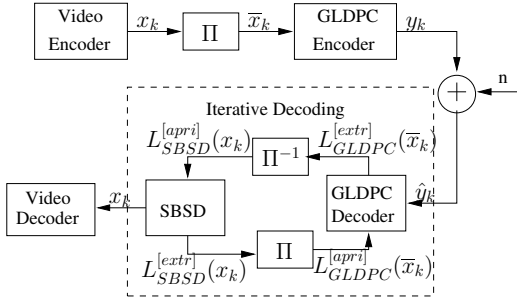 Video Encoder
x_k
Π
x̅_k
GLDPC Encoder
y_k
+
n
Iterative Decoding
L^{[apri]}_{SBSD}(x_k)
Π^{-1}
L^{[extr]}_{GLDPC}(x̅_k)
Video Decoder
x_k
SBSD
GLDPC Decoder
ŷ_k
L^{[extr]}_{SBSD}(x_k)
Π
L^{[apri]}_{GLDPC}(x̅_k)